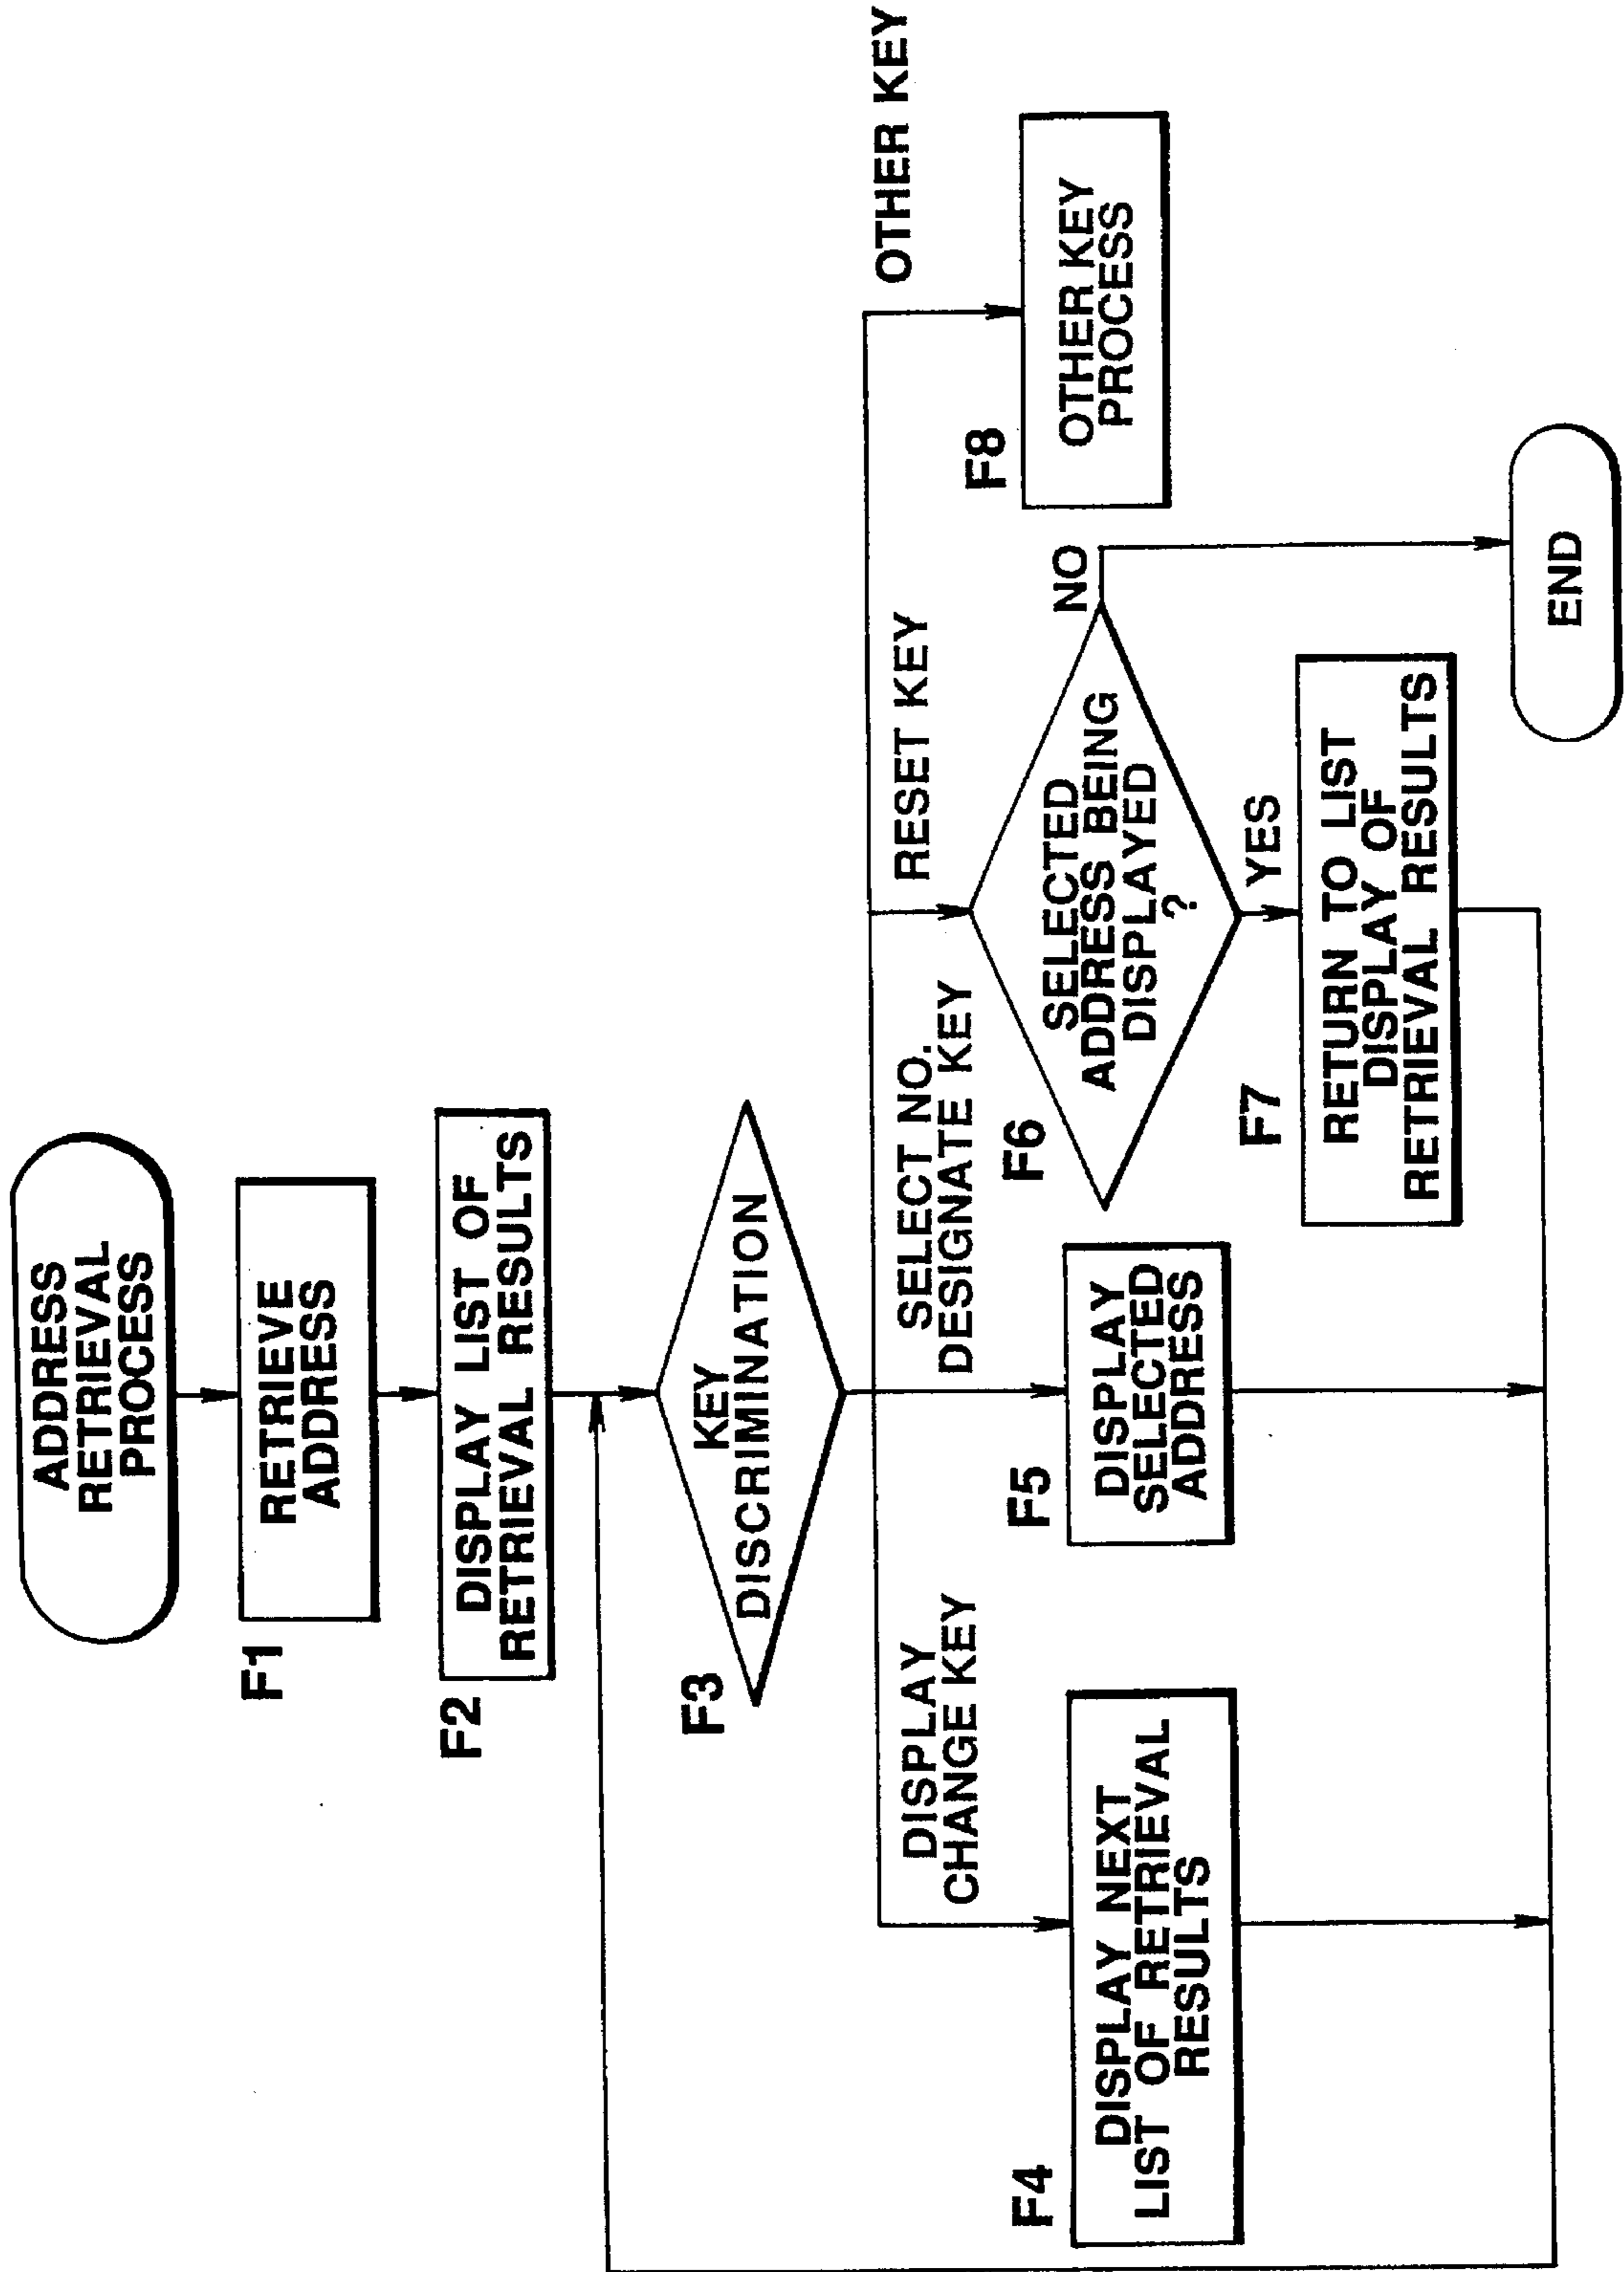 ADDRESS
RETRIEVAL
PROCESS
F1
RETRIEVE
ADDRESS
F2
DISPLAY LIST OF
RETRIEVAL RESULTS
F3
KEY
DISCRIMINATION
DISPLAY
CHANGE KEY
SELECT NO.
DESIGNATE KEY
RESET KEY
OTHER KEY
F4
DISPLAY NEXT
LIST OF RETRIEVAL
RESULTS
F5
DISPLAY
SELECTED
ADDRESS
F6
SELECTED
ADDRESS BEING
DISPLAYED
?
NO
YES
F7
RETURN TO LIST
DISPLAY OF
RETRIEVAL RESULTS
F8
OTHER KEY
PROCESS
END